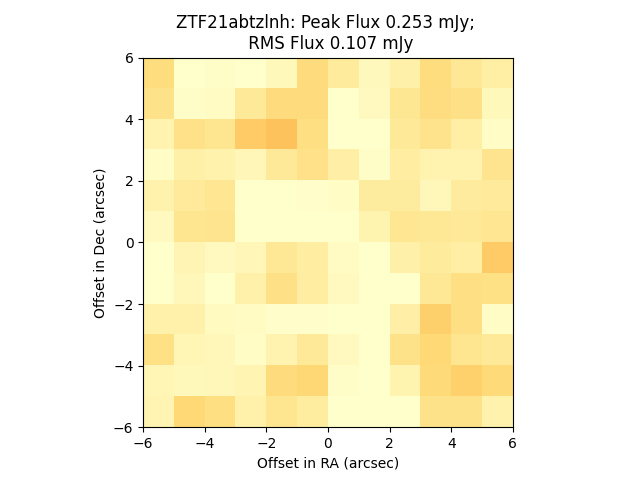 ZTF21abtzlnh: Peak Flux 0.253 mJy;
RMS Flux 0.107 mJy
6
4
2
0
−2
−4
−6
Offset in Dec (arcsec)
−6 −4 −2 0 2 4 6
Offset in RA (arcsec)